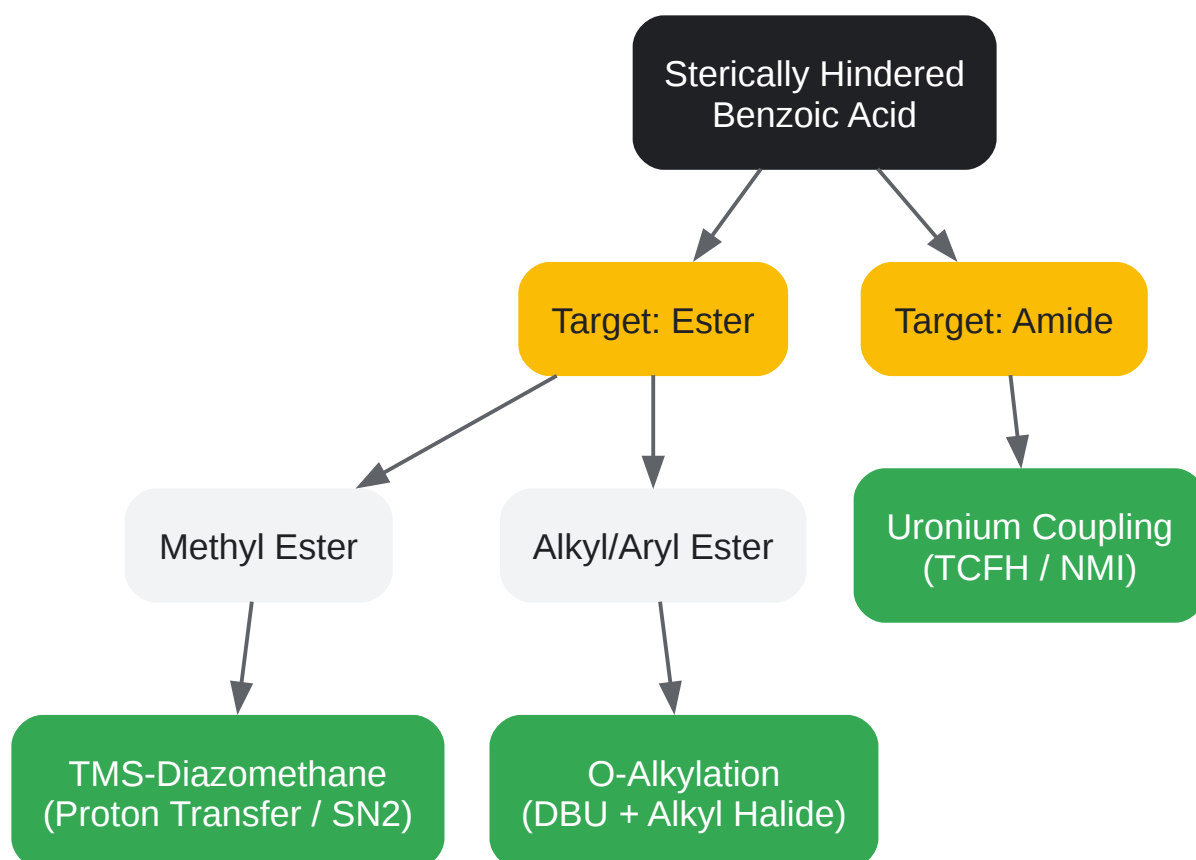 Sterically Hindered
Benzoic Acid
Target: Ester
Target: Amide
Uronium Coupling
(TCFH / NMI)
Methyl Ester
Alkyl/Aryl Ester
TMS-Diazomethane
(Proton Transfer / SN2)
O-Alkylation
(DBU + Alkyl Halide)